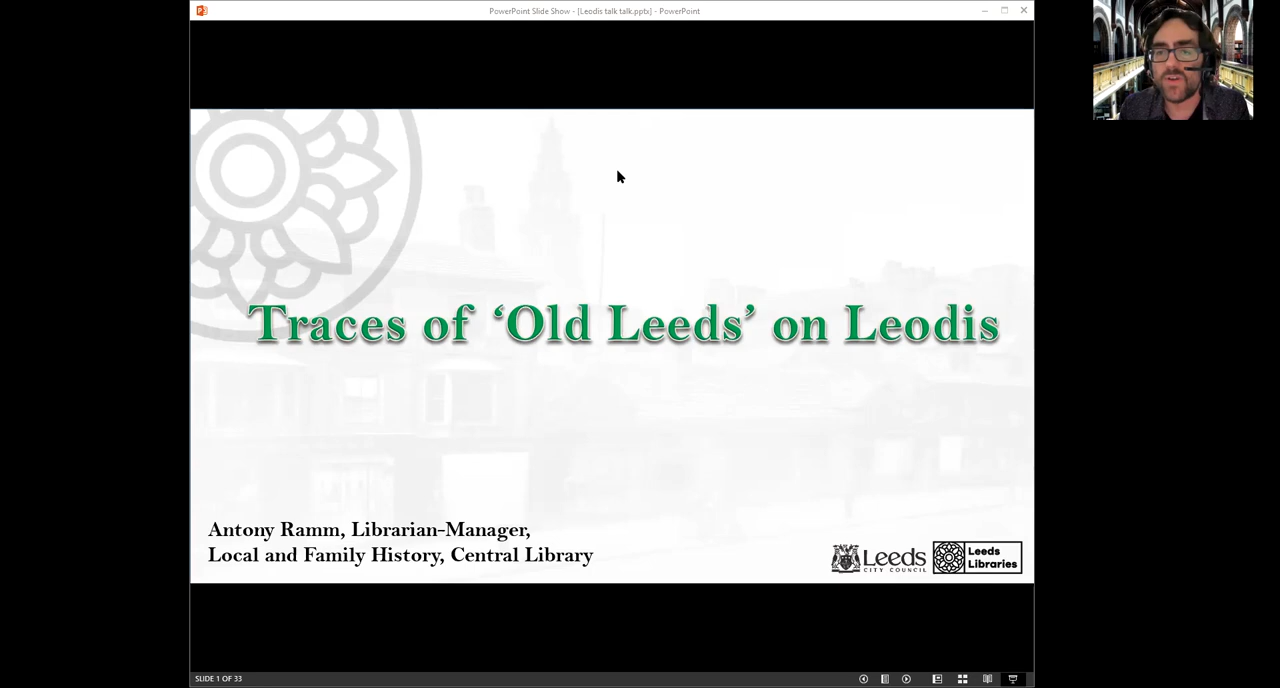 PowerPoint Slide Show - [Leodis talk talk.pptx] - PowerPoint
Traces of ‘Old Leeds’ on Leodis
Antony Ramm, Librarian-Manager,
Local and Family History, Central Library
Leeds
CITY COUNCIL
Leeds
Libraries
SLIDE 1 OF 33